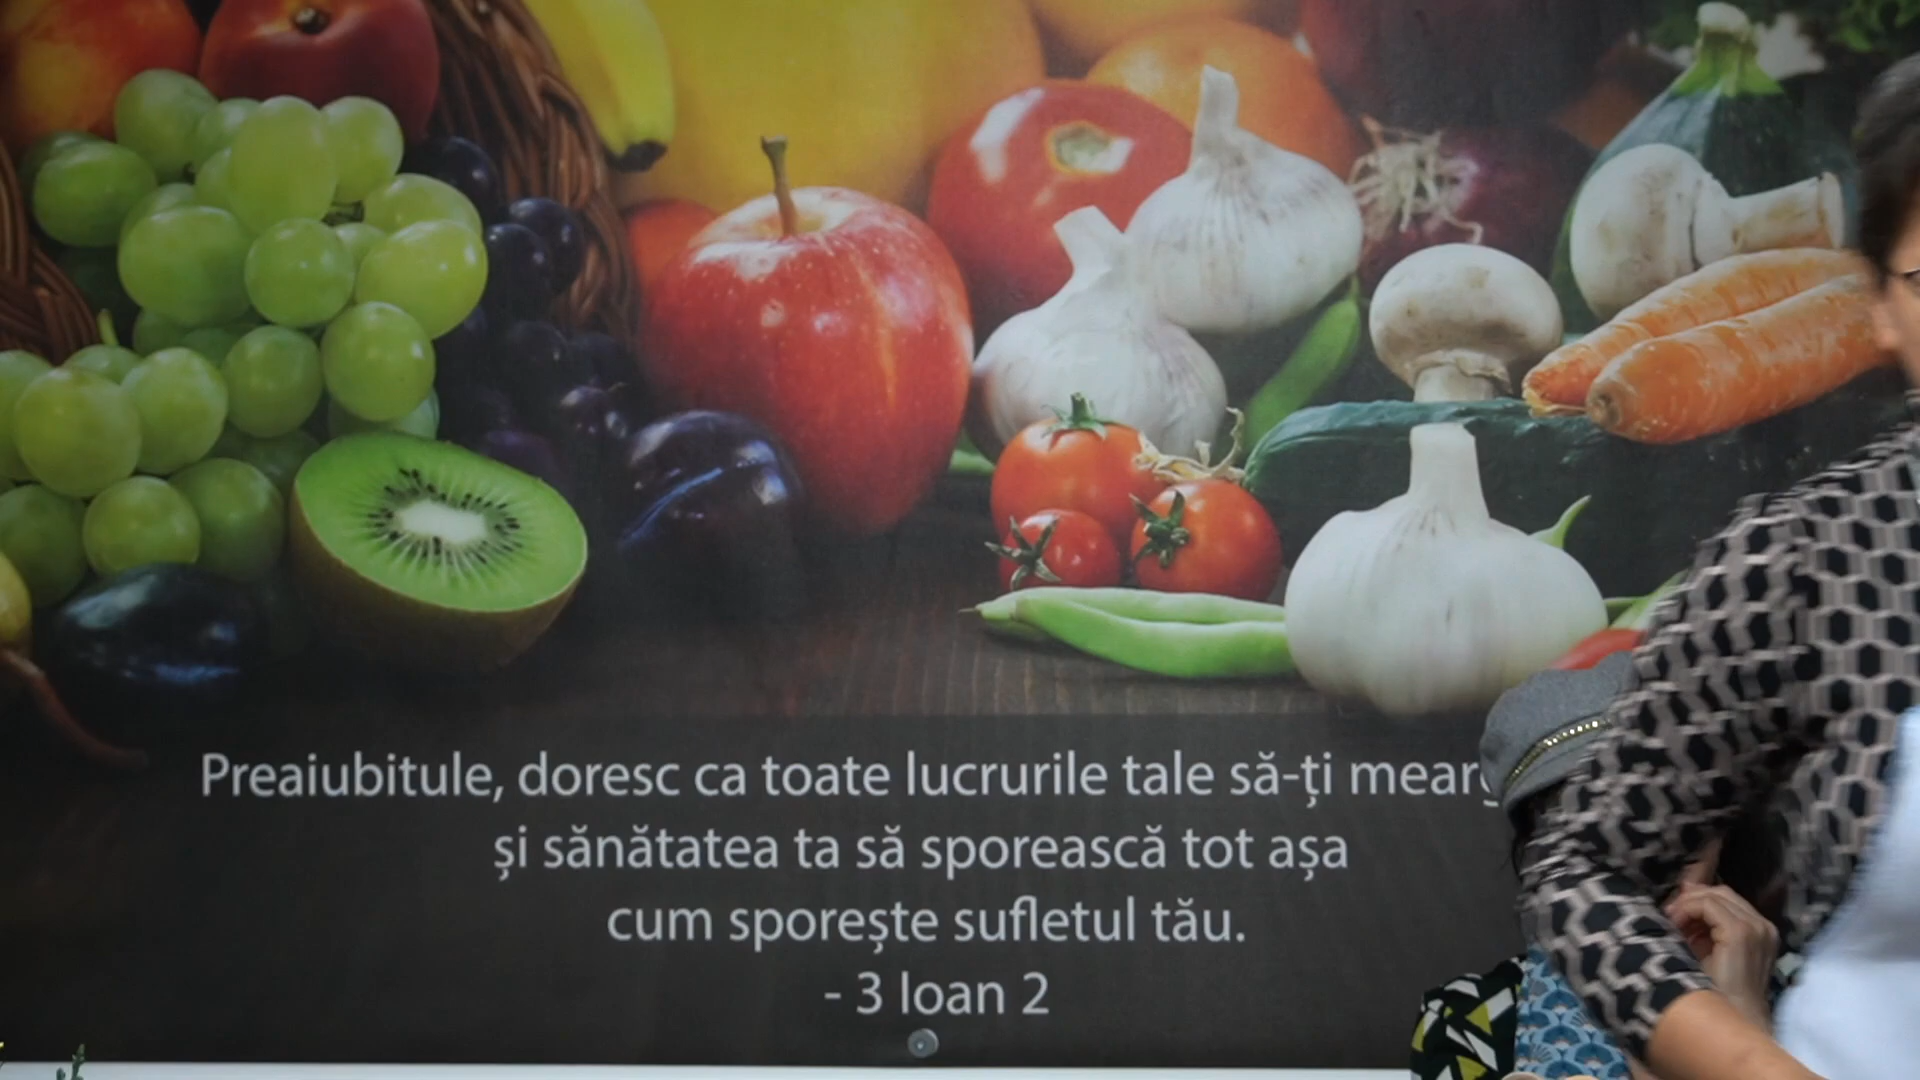 Preaiubitule, doresc ca toate lucrurile tale să-ți
și sănătatea ta să sporească tot așa
cum sporește sufletul tău.
- 3 Ioan 2